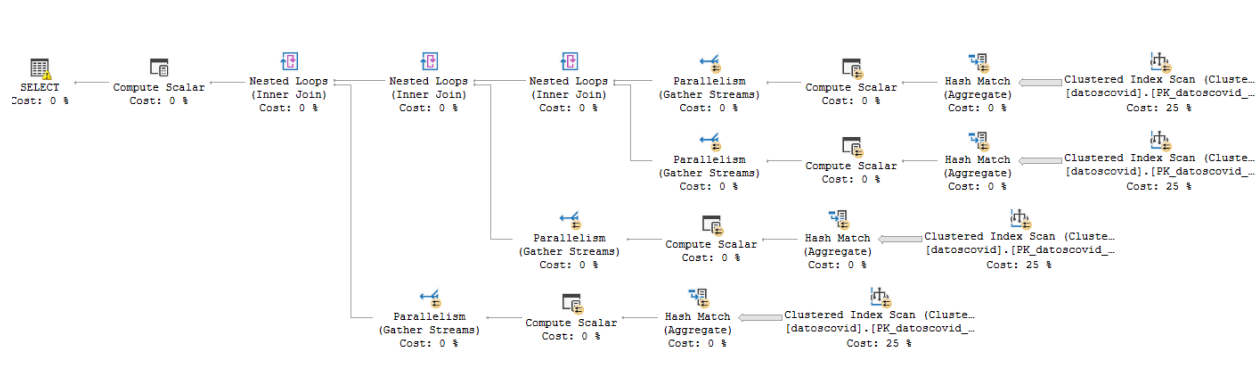 SELECT
Cost: 0 %
Compute Scalar
Cost: 0 %
Nested Loops
(Inner Join)
Cost: 0 %
Nested Loops
(Inner Join)
Cost: 0 %
Nested Loops
(Inner Join)
Cost: 0 %
Parallelism
(Gather Streams)
Cost: 0 %
Compute Scalar
Cost: 0 %
Hash Match
(Aggregate)
Cost: 0 %
Clustered Index Scan (Cluste...
[datoscovid].[PK_datoscovid_...
Cost: 25 %
Parallelism
(Gather Streams)
Cost: 0 %
Compute Scalar
Cost: 0 %
Hash Match
(Aggregate)
Cost: 0 %
Clustered Index Scan (Cluste...
[datoscovid].[PK_datoscovid_...
Cost: 25 %
Parallelism
(Gather Streams)
Cost: 0 %
Compute Scalar
Cost: 0 %
Hash Match
(Aggregate)
Cost: 0 %
Clustered Index Scan (Cluste...
[datoscovid].[PK_datoscovid_...
Cost: 25 %
Parallelism
(Gather Streams)
Cost: 0 %
Compute Scalar
Cost: 0 %
Hash Match
(Aggregate)
Cost: 0 %
Clustered Index Scan (Cluste...
[datoscovid].[PK_datoscovid_...
Cost: 25 %